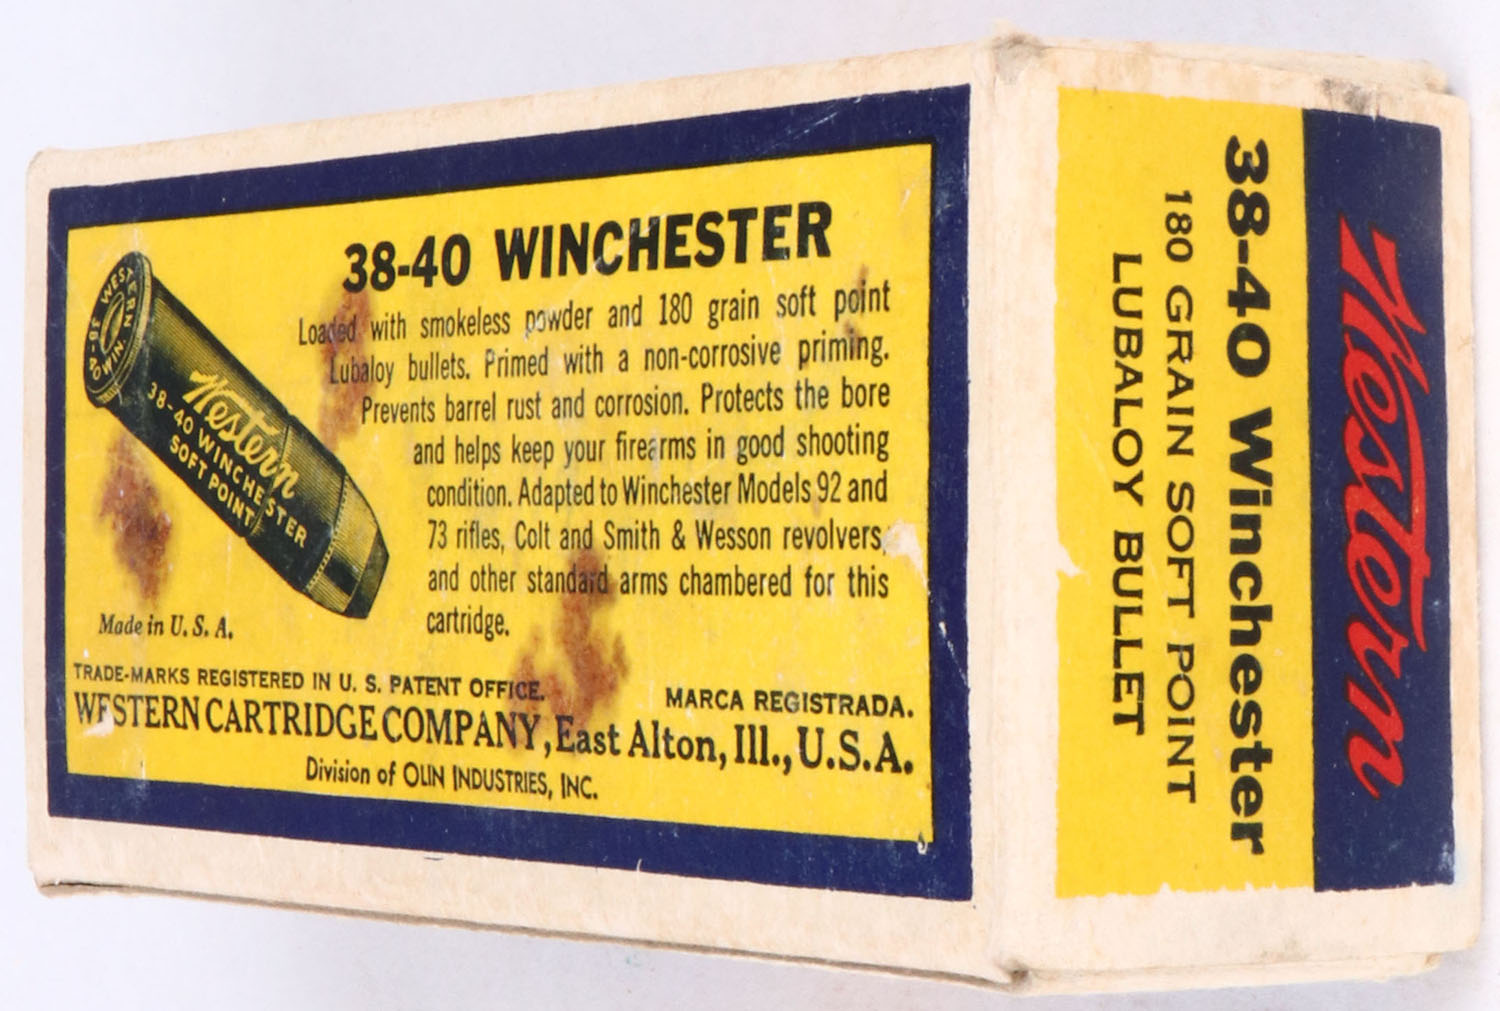 38-40 WINCHESTER
Loaded with smokeless powder and 180 grain soft point
Lubaloy bullets. Primed with a non-corrosive priming.
Prevents barrel rust and corrosion. Protects the bore
and helps keep your firearms in good shooting
condition. Adapted to Winchester Models 92 and
73 rifles, Colt and Smith & Wesson revolvers,
and other standard arms chambered for this
cartridge.
WESTERN
38-40 WIN.
Western
38-40 WINCHESTER
SOFT POINT
Made in U. S. A.
TRADE-MARKS REGISTERED IN U. S. PATENT OFFICE.
MARCA REGISTRADA.
WESTERN CARTRIDGE COMPANY, East Alton, Ill., U.S.A.
Division of OLIN INDUSTRIES, INC.
Western
38-40 Winchester
180 GRAIN SOFT POINT
LUBALOY BULLET